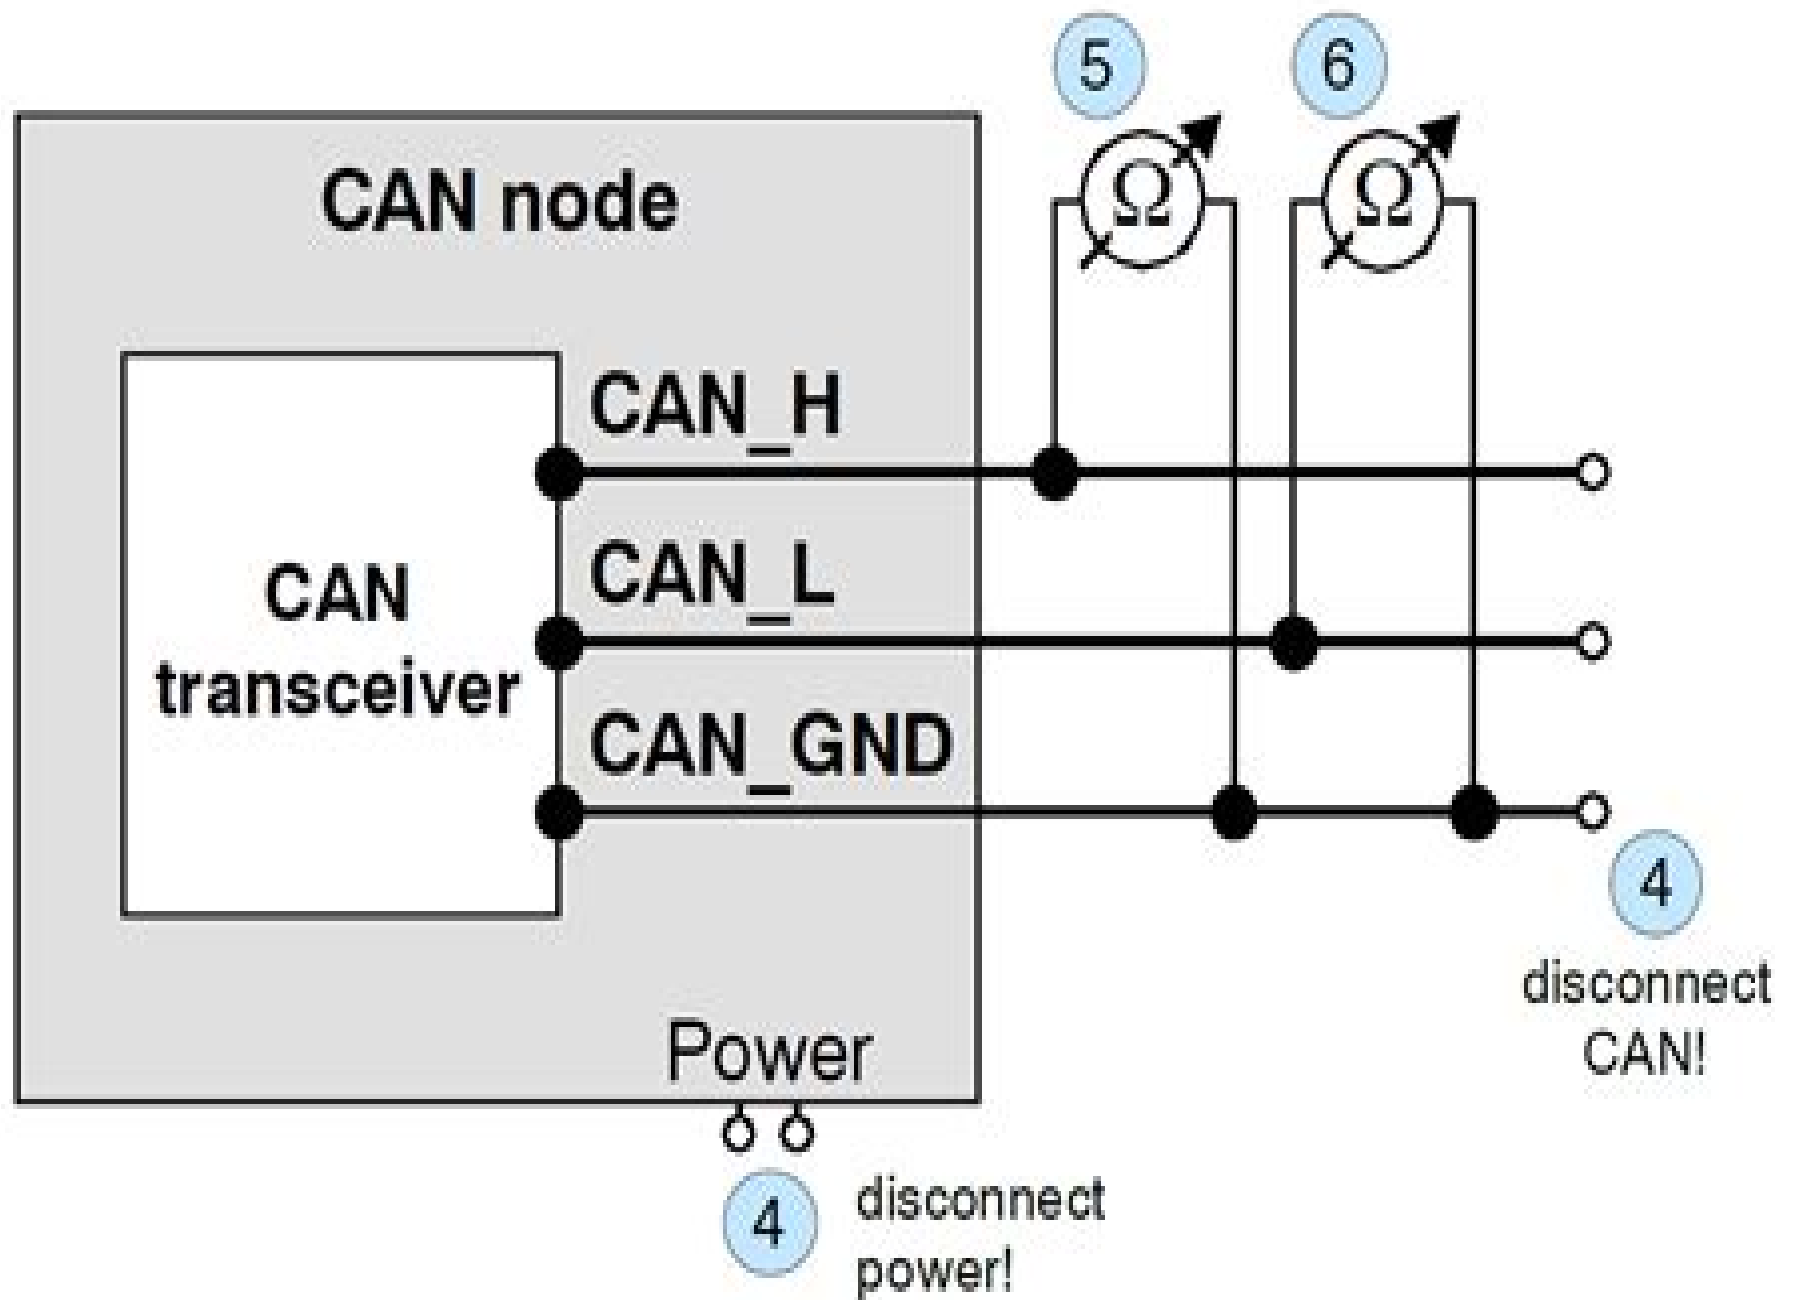 5
6
Ω
Ω
CAN node
CAN_H
CAN_L
CAN
transceiver
CAN_GND
4
disconnect
CAN!
Power
4
disconnect
power!